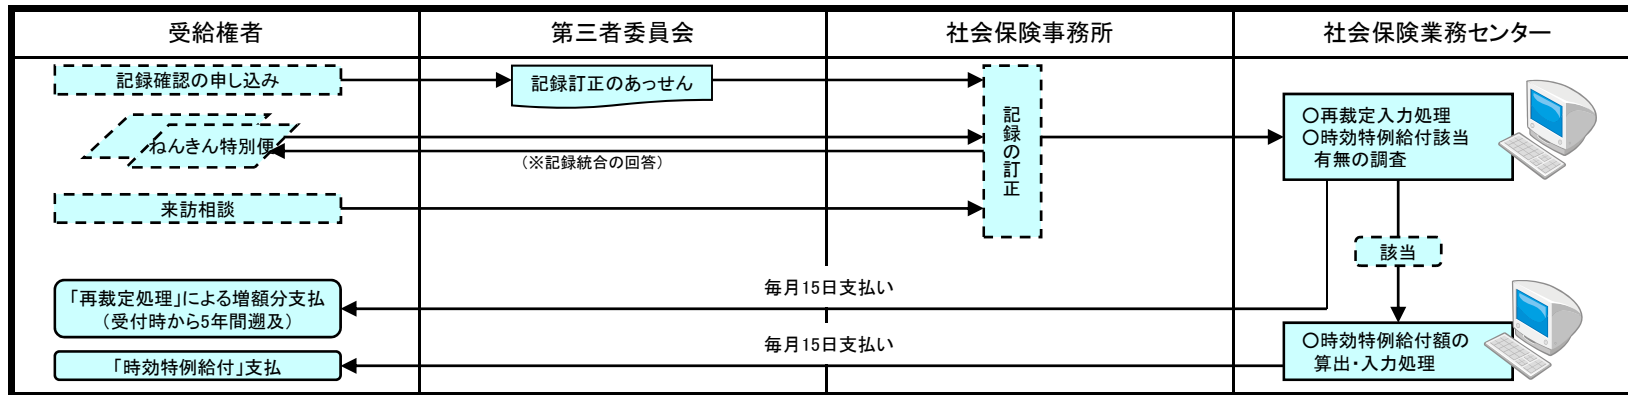 受給権者
第三者委員会
社会保険事務所
社会保険業務センター
記録確認の申し込み
記録訂正のあっせん
ねんきん特別便
(※記録統合の回答)
来訪相談
記録の訂正
○再裁定入力処理
○時効特例給付該当
有無の調査
該当
毎月15日支払い
「再裁定処理」による増額分支払
(受付時から5年間遡及)
毎月15日支払い
「時効特例給付」支払
○時効特例給付額の
算出・入力処理